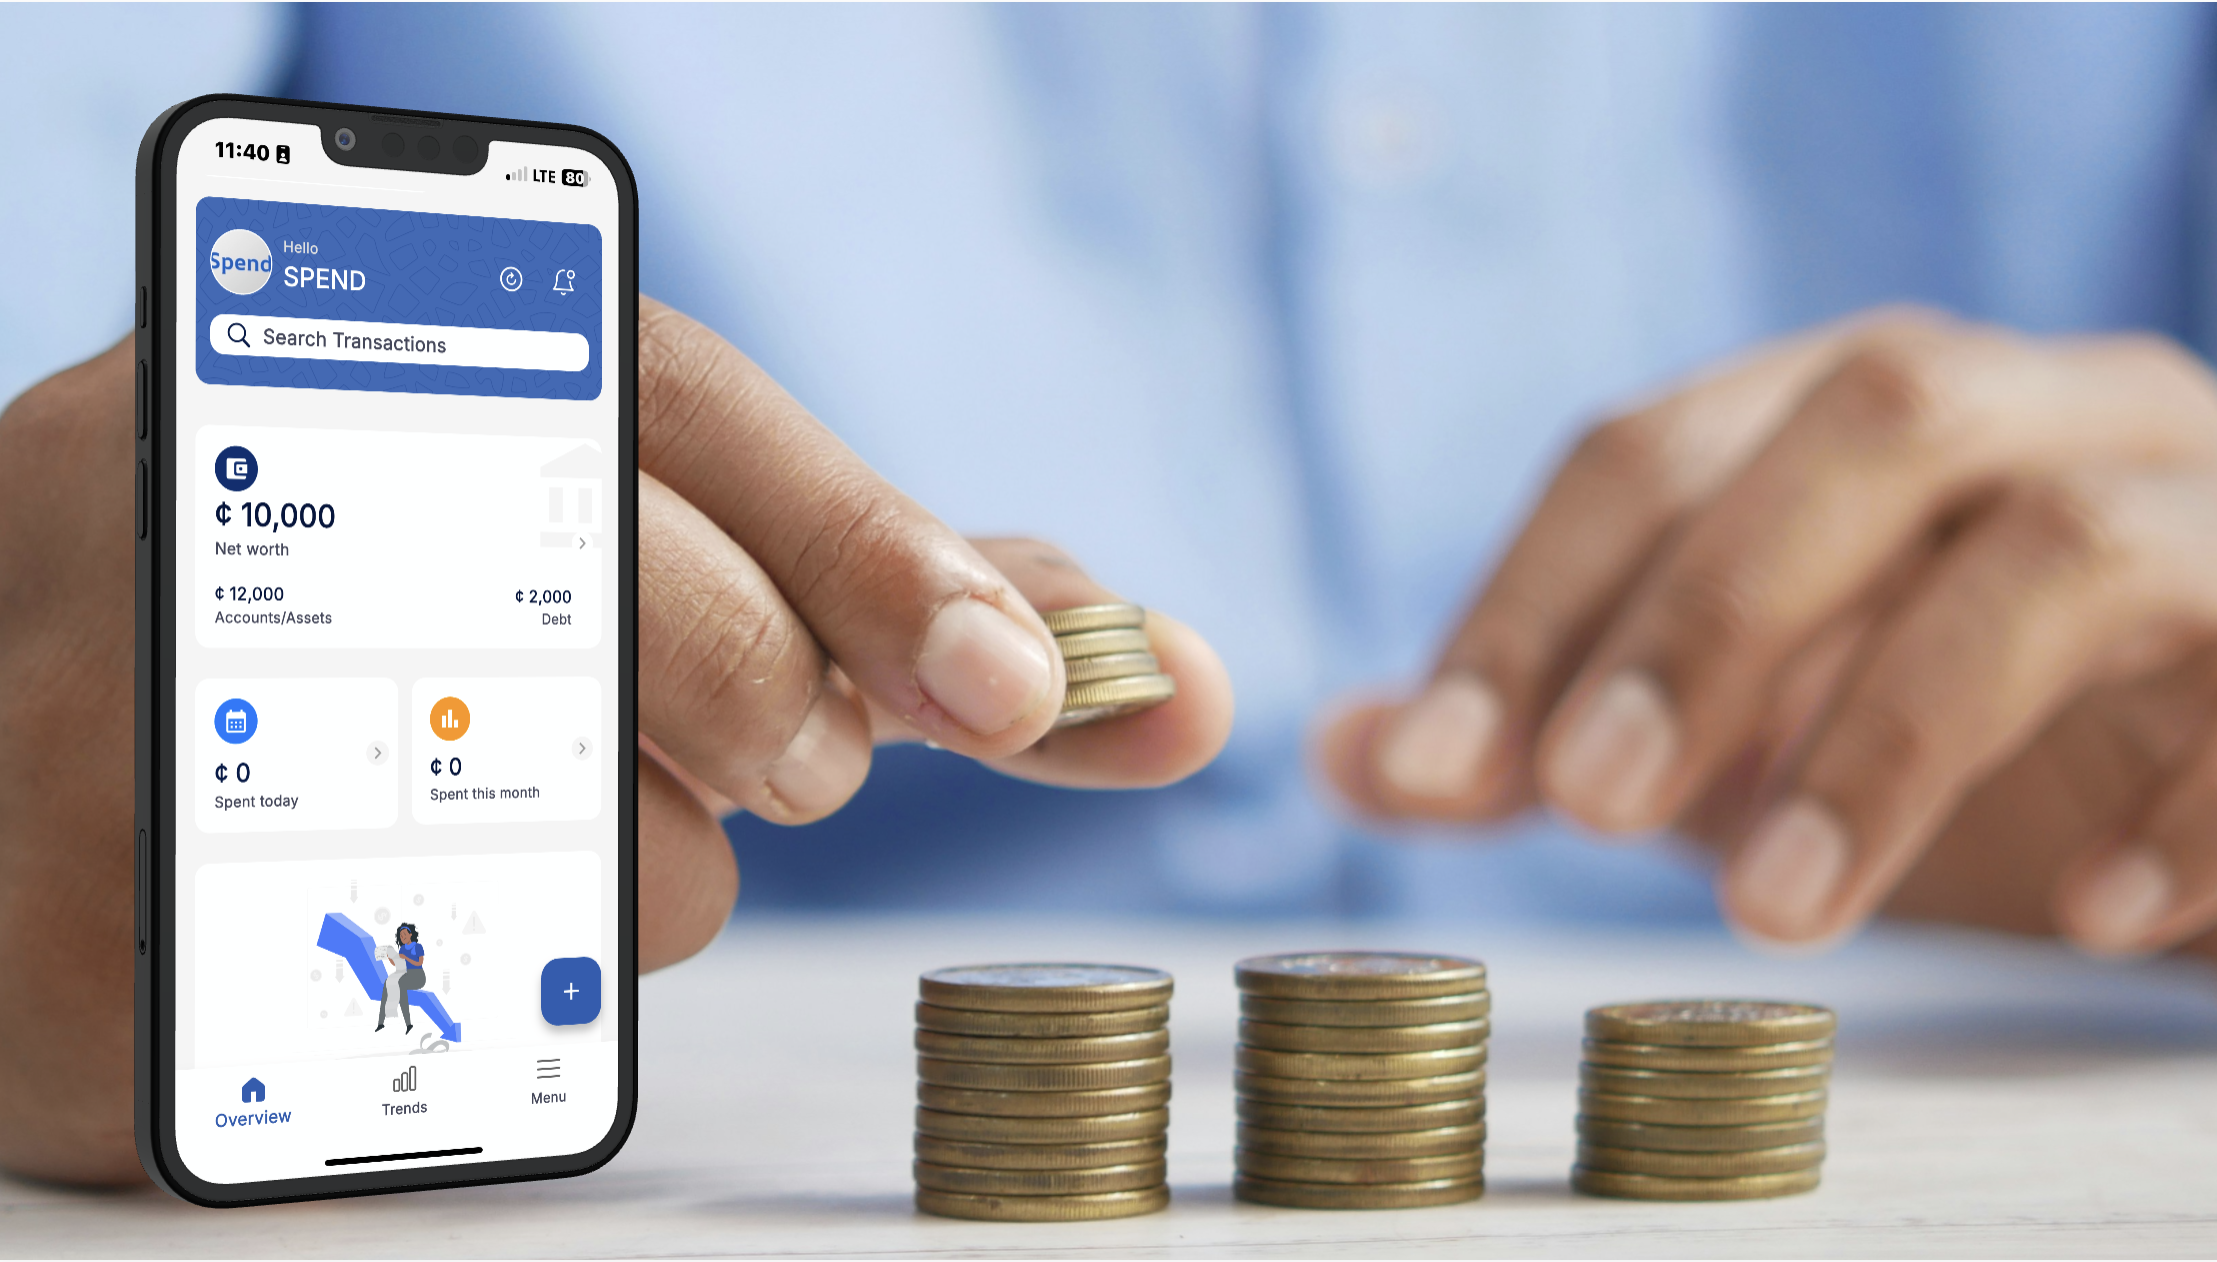 11:40
LTE 80
Spend
Hello
SPEND
Search Transactions
₵ 10,000
Net worth
₵ 12,000
Accounts/Assets
₵ 2,000
Debt
₵ 0
Spent today
₵ 0
Spent this month
+
Overview
Trends
Menu